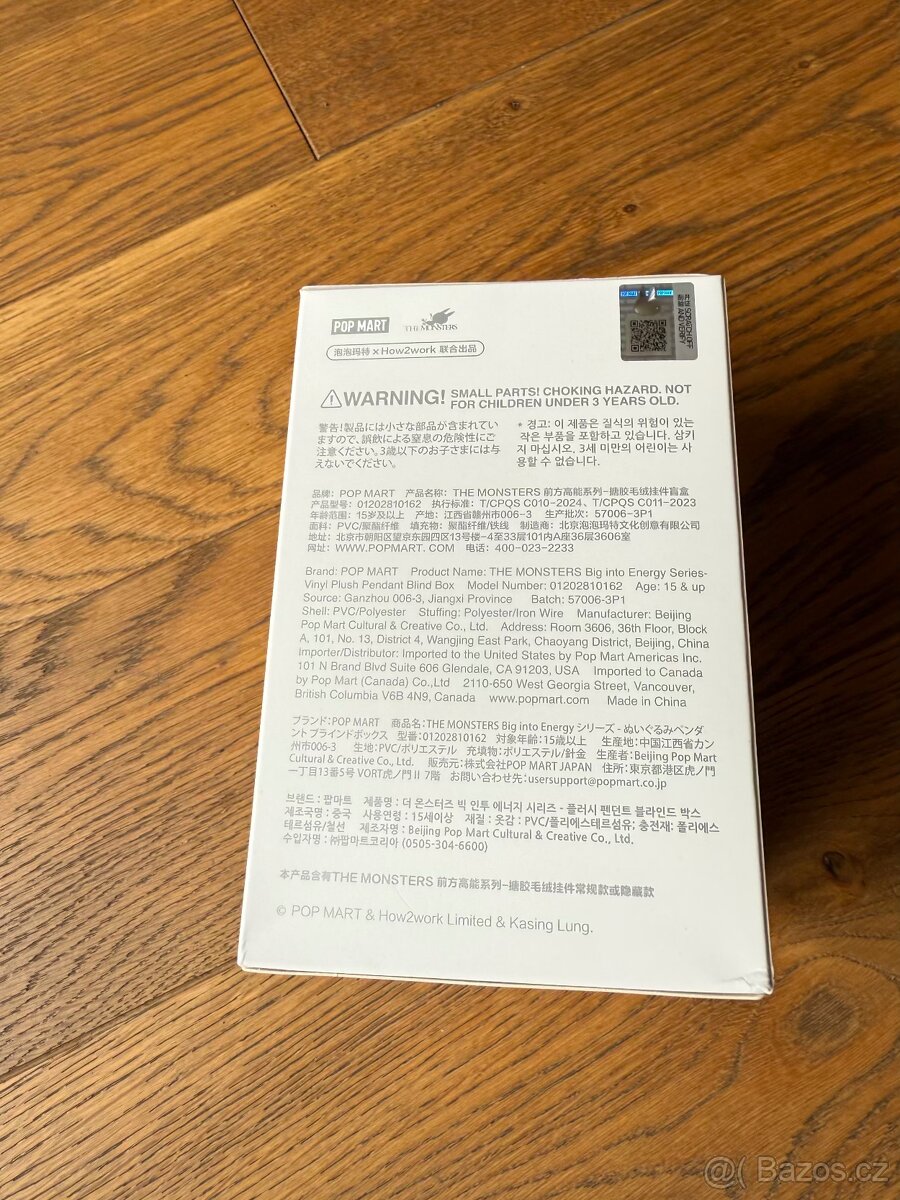 POP MART THE MONSTERS
泡泡玛特 × How2work 联合出品
POP MART
SCRATCH OFF
AND VERIFY
WARNING! SMALL PARTS! CHOKING HAZARD. NOT
FOR CHILDREN UNDER 3 YEARS OLD.
警告!製品には小さな部品が含まれてい
ますので、誤飲による窒息の危険性にご
注意ください。3歳以下のお子さまには与
えないでください。
* 경고: 이 제품은 질식의 위험이 있는
작은 부품을 포함하고 있습니다. 삼키
지 마십시오. 3세 미만의 어린이는 사
용할 수 없습니다.
品牌: POP MART 产品名称: THE MONSTERS 前方高能系列-搪胶毛绒挂件盲盒
产品型号: 01202810162 执行标准: T/CPQS C010-2024、T/CPQS C011-2023
年龄范围: 15岁及以上 产地: 江西省赣州市006-3 生产批次: 57006-3P1
面料: PVC/聚酯纤维 填充物: 聚酯纤维/铁线 制造商: 北京泡泡玛特文化创意有限公司
地址: 北京市朝阳区望京东园四区13号楼-4至33层101内A座36层3606室
网址: WWW.POPMART. COM 电话: 400-023-2233
Brand: POP MART Product Name: THE MONSTERS Big into Energy Series-
Vinyl Plush Pendant Blind Box Model Number: 01202810162 Age: 15 & up
Source: Ganzhou 006-3, Jiangxi Province Batch: 57006-3P1
Shell: PVC/Polyester Stuffing: Polyester/Iron Wire Manufacturer: Beijing
Pop Mart Cultural & Creative Co., Ltd. Address: Room 3606, 36th Floor, Block
A, 101, No. 13, District 4, Wangjing East Park, Chaoyang District, Beijing, China
Importer/Distributor: Imported to the United States by Pop Mart Americas Inc.
101 N Brand Blvd Suite 606 Glendale, CA 91203, USA Imported to Canada
by Pop Mart (Canada) Co.,Ltd 2110-650 West Georgia Street, Vancouver,
British Columbia V6B 4N9, Canada www.popmart.com Made in China
ブランド: POP MART 商品名: THE MONSTERS Big into Energy シリーズ - ぬいぐるみペンダ
ント ブラインドボックス 型番: 01202810162 対象年齢: 15歳以上 生産地: 中国江西省カン
州市006-3 生地: PVC/ポリエステル 充填物: ポリエステル/針金 生産者: Beijing Pop Mart
Cultural & Creative Co., Ltd. 販売元: 株式会社POP MART JAPAN 住所: 東京都港区虎ノ門
一丁目13番5号 VORT虎ノ門 II 7階 お問い合わせ先: usersupport@popmart.co.jp
브랜드 : 팝마트 제품명 : 더 몬스터즈 빅 인투 에너지 시리즈 - 플러시 펜던트 블라인드 박스
제조국명 : 중국 사용연령 : 15세이상 재질 : 옷감 : PVC/폴리에스테르섬유; 충전재: 폴리에스
테르섬유/철선 제조자명 : Beijing Pop Mart Cultural & Creative Co., Ltd.
수입자명 : ㈜팝마트코리아 (0505-304-6600)
本产品含有THE MONSTERS 前方高能系列-搪胶毛绒挂件常规款或隐藏款
© POP MART & How2work Limited & Kasing Lung.
@( Bazos.cz